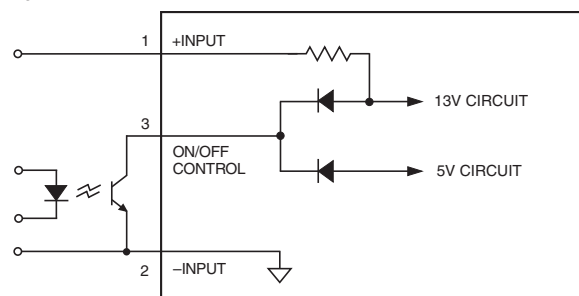 1
+INPUT
13V CIRCUIT
3
ON/OFF
CONTROL
5V CIRCUIT
2
–INPUT